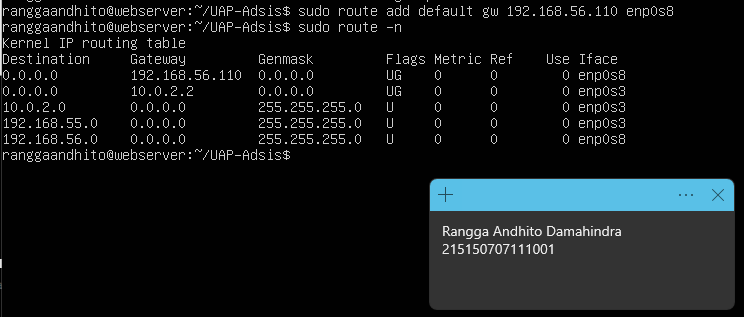 ranggaandhito@webserver:~/UAP-Adsis$ sudo route add default gw 192.168.56.110 enp0s8
ranggaandhito@webserver:~/UAP-Adsis$ sudo route -n
Kernel IP routing table
Destination     Gateway         Genmask         Flags Metric Ref    Use Iface
0.0.0.0         192.168.56.110  0.0.0.0         UG    0      0        0 enp0s8
0.0.0.0         10.0.2.2        0.0.0.0         UG    0      0        0 enp0s3
10.0.2.0        0.0.0.0         255.255.255.0   U     0      0        0 enp0s3
192.168.55.0    0.0.0.0         255.255.255.0   U     0      0        0 enp0s3
192.168.56.0    0.0.0.0         255.255.255.0   U     0      0        0 enp0s8
ranggaandhito@webserver:~/UAP-Adsis$
Rangga Andhito Damahindra
215150707111001